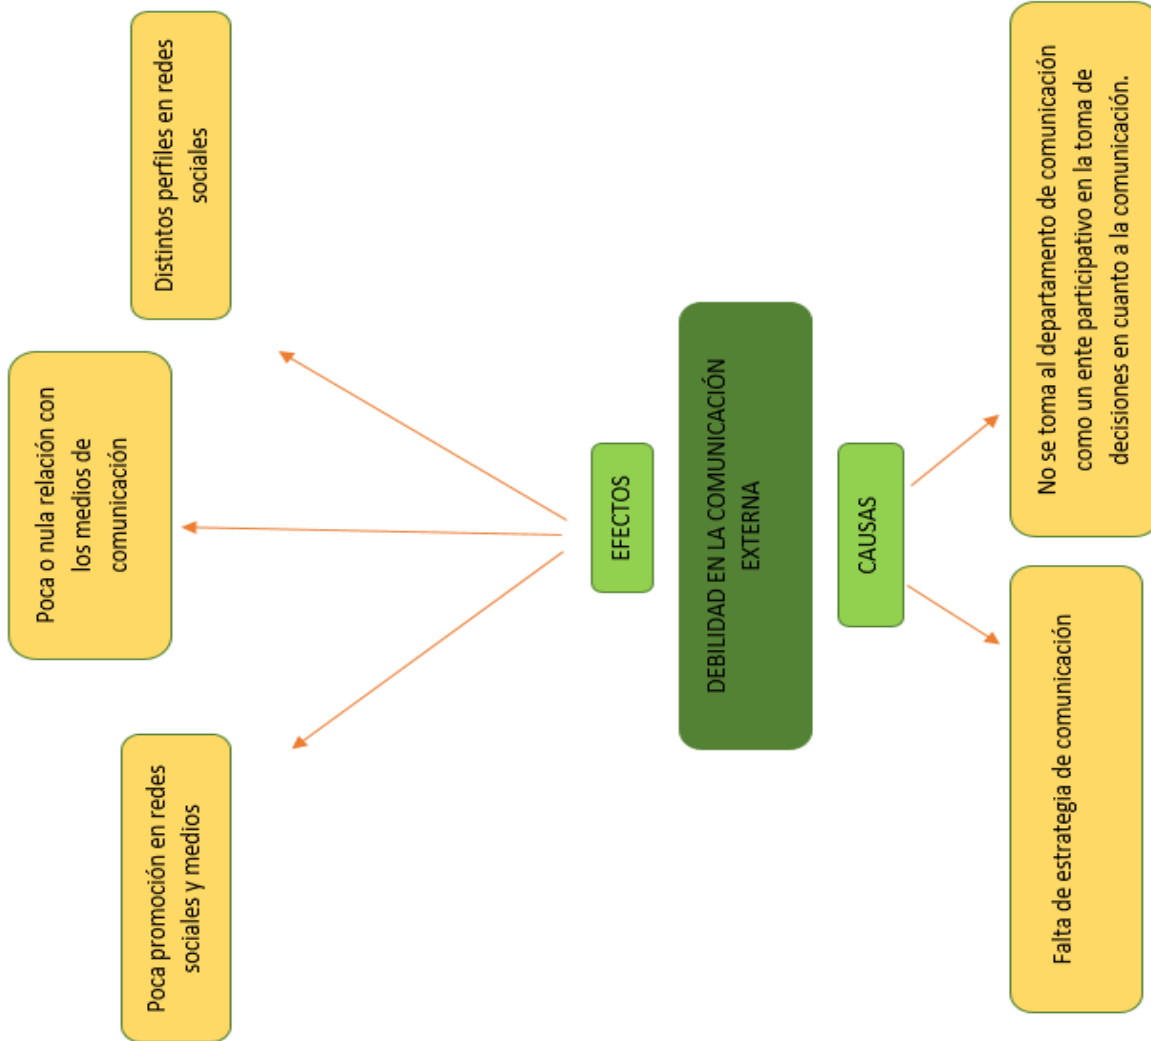 Poca promoción en redes
sociales y medios
Poca o nula relación con
los medios de
comunicación
Distintos perfiles en redes
sociales
EFECTOS
DEBILIDAD EN LA COMUNICACIÓN
EXTERNA
CAUSAS
Falta de estrategia de comunicación
No se toma al departamento de comunicación
como un ente participativo en la toma de
decisiones en cuanto a la comunicación.